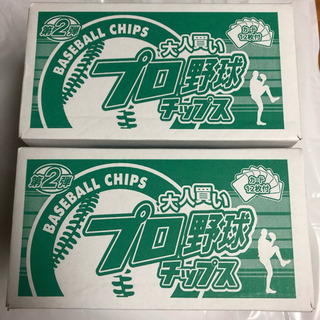 第2弾
BASEBALL CHIPS
大人買い
プロ野球
チップス
カード
12枚付
第2弾
BASEBALL CHIPS
大人買い
プロ野球
チップス
カード
12枚付